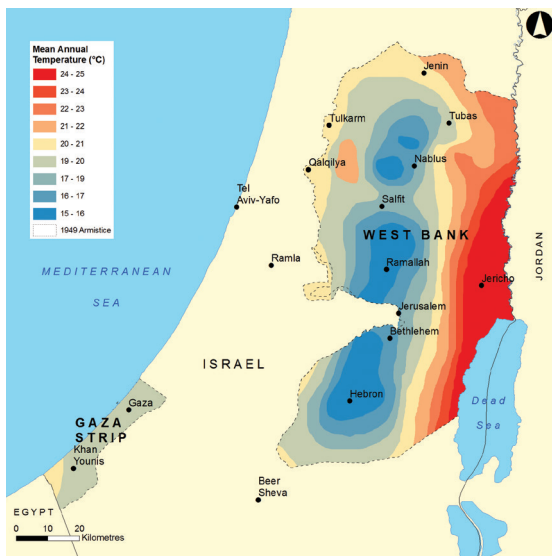 Mean Annual
Temperature (°C)
24 - 25
23 - 24
22 - 23
21 - 22
20 - 21
19 - 20
17 - 19
16 - 17
15 - 16
1949 Armistice
Jenin
Tubas
Tulkarm
Nablus
Qalqilya
Tel
Aviv-Yafo
Salfit
WEST BANK
Ramla
Ramallah
Jericho
JORDAN
MEDITERRANEAN
SEA
Jerusalem
Bethlehem
ISRAEL
Hebron
Dead
Sea
Gaza
GAZA
STRIP
Khan
Younis
Beer
Sheva
EGYPT
0 10 20
Kilometres